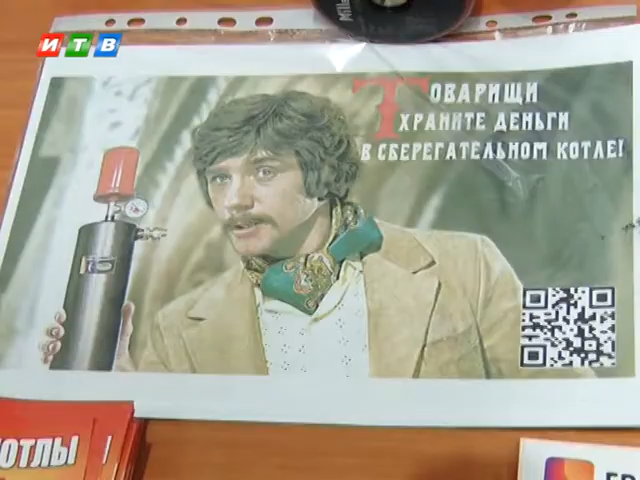 ИТВ
ТОВАРИЩИ
ХРАНИТЕ ДЕНЬГИ
В СБЕРЕГАТЕЛЬНОМ КОТЛЕ!
КОТЛЫ